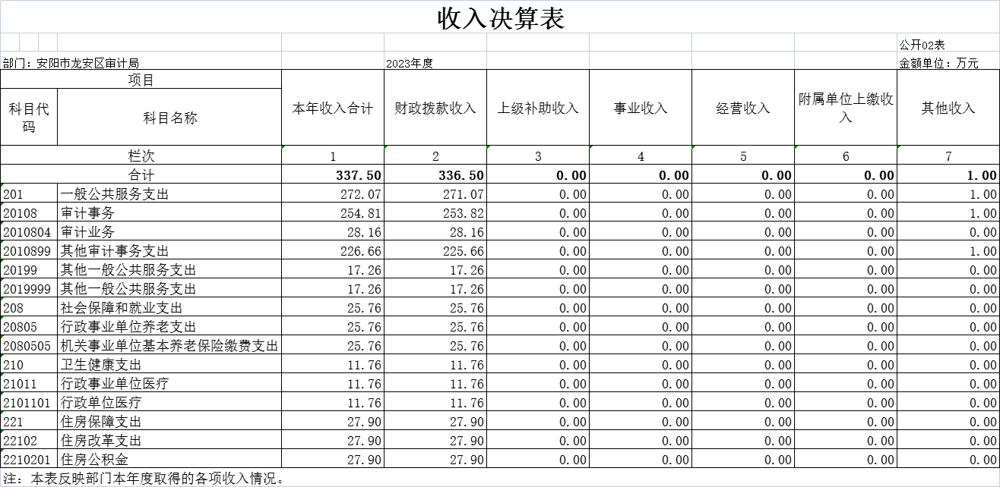 收入决算表
公开02表
部门：安阳市龙安区审计局 2023年度 金额单位：万元
项目 本年收入合计 财政拨款收入 上级补助收入 事业收入 经营收入 附属单位上缴收入 其他收入
科目代码 科目名称
栏次 1 2 3 4 5 6 7
合计 337.50 336.50 0.00 0.00 0.00 0.00 1.00
201 一般公共服务支出 272.07 271.07 0.00 0.00 0.00 0.00 1.00
20108 审计事务 254.81 253.82 0.00 0.00 0.00 0.00 1.00
2010804 审计业务 28.16 28.16 0.00 0.00 0.00 0.00 0.00
2010899 其他审计事务支出 226.66 225.66 0.00 0.00 0.00 0.00 1.00
20199 其他一般公共服务支出 17.26 17.26 0.00 0.00 0.00 0.00 0.00
2019999 其他一般公共服务支出 17.26 17.26 0.00 0.00 0.00 0.00 0.00
208 社会保障和就业支出 25.76 25.76 0.00 0.00 0.00 0.00 0.00
20805 行政事业单位养老支出 25.76 25.76 0.00 0.00 0.00 0.00 0.00
2080505 机关事业单位基本养老保险缴费支出 25.76 25.76 0.00 0.00 0.00 0.00 0.00
210 卫生健康支出 11.76 11.76 0.00 0.00 0.00 0.00 0.00
21011 行政事业单位医疗 11.76 11.76 0.00 0.00 0.00 0.00 0.00
2101101 行政单位医疗 11.76 11.76 0.00 0.00 0.00 0.00 0.00
221 住房保障支出 27.90 27.90 0.00 0.00 0.00 0.00 0.00
22102 住房改革支出 27.90 27.90 0.00 0.00 0.00 0.00 0.00
2210201 住房公积金 27.90 27.90 0.00 0.00 0.00 0.00 0.00
注：本表反映部门本年度取得的各项收入情况。